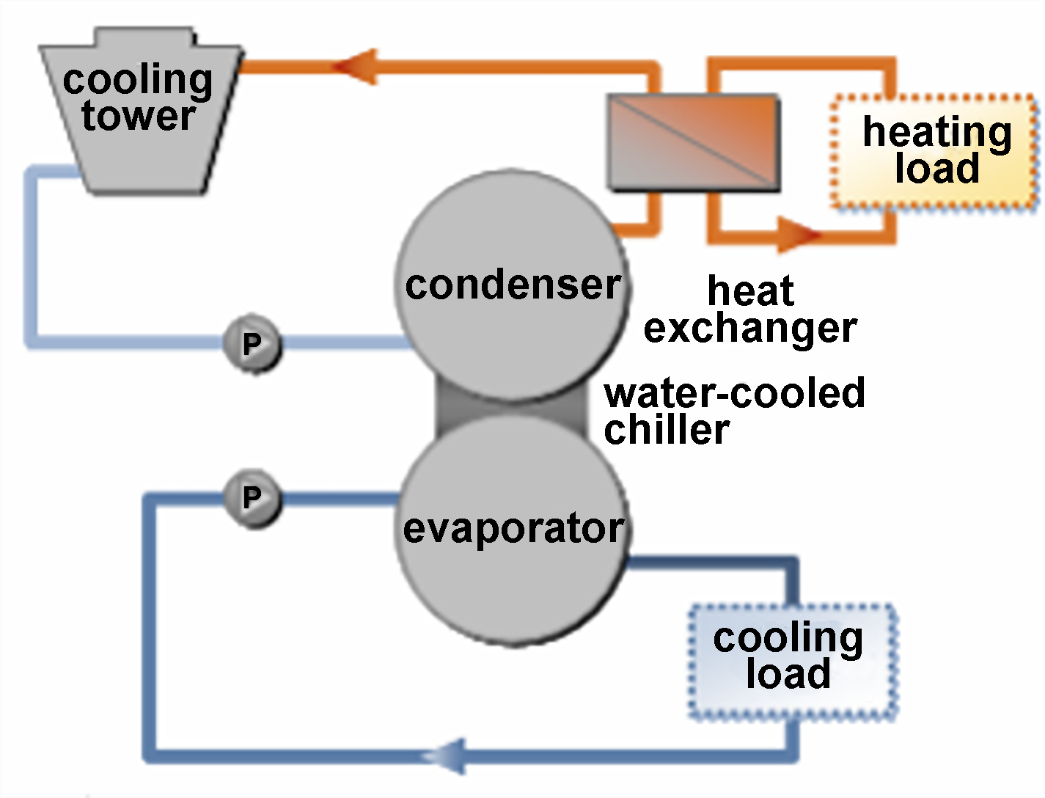 cooling
tower
heating
load
condenser
heat
exchanger
P
water-cooled
chiller
P
evaporator
cooling
load